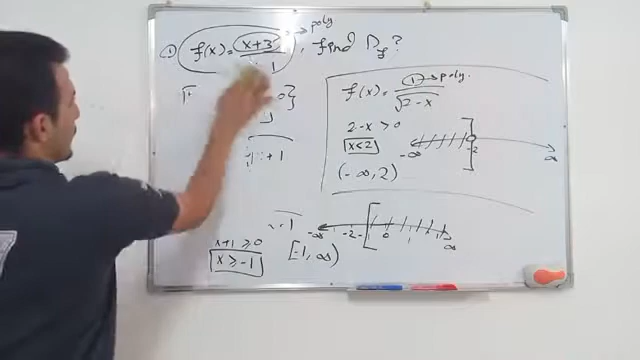 ① f(x) = x+3 → poly , find D_f ?
1
= 0}
+ 1
x+1 ≥ 0
x ≥ -1
[-1, ∞)
-∞ -2 0 1 ∞
f(x) = 1 → poly.
√2-x
2-x > 0
x<2
(-∞, 2)
-∞ -2 ∞